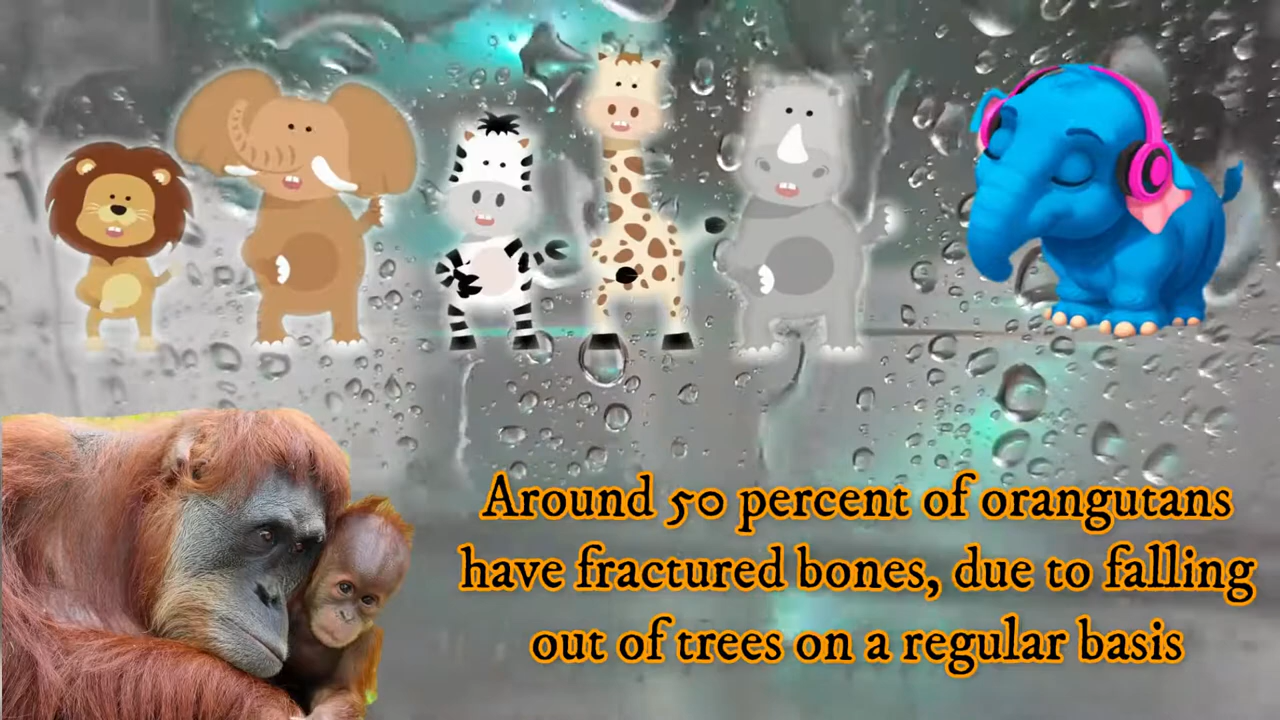 Around 50 percent of orangutans
have fractured bones, due to falling
out of trees on a regular basis